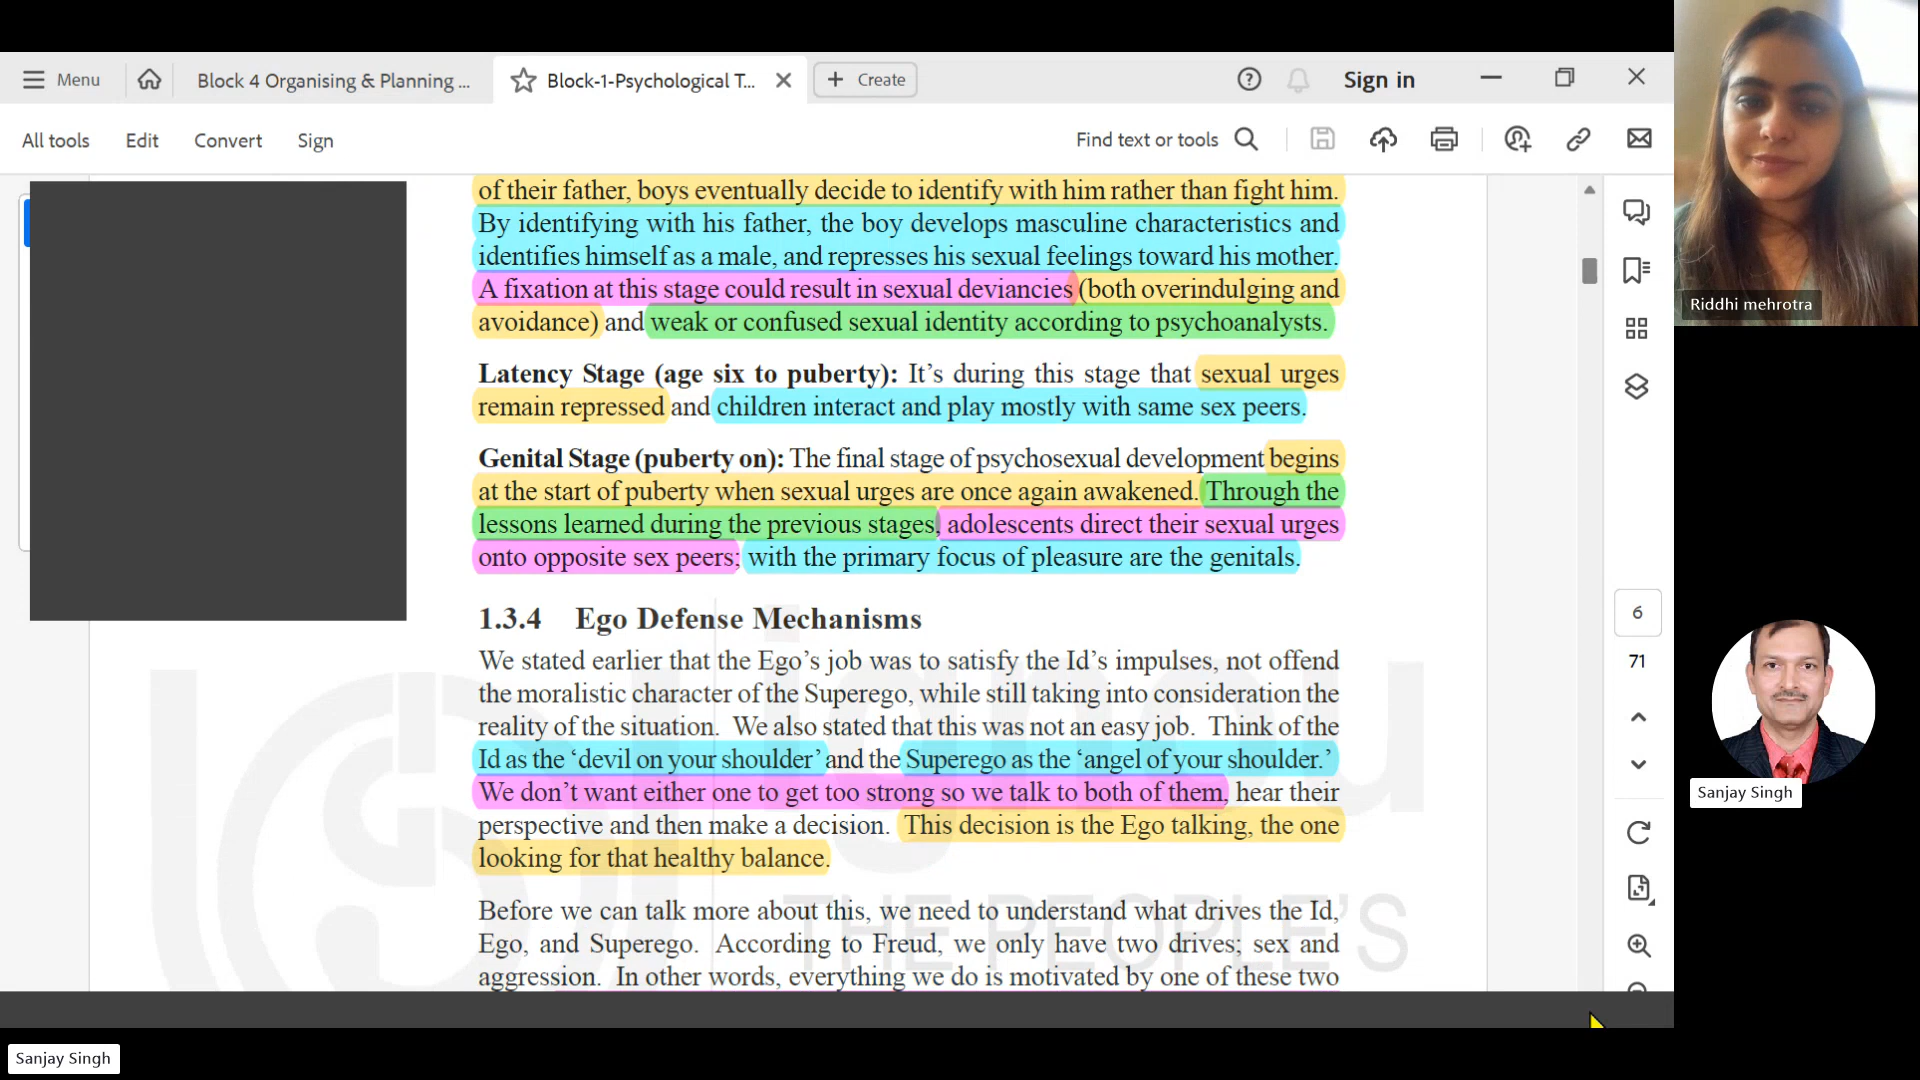 Menu
Block 4 Organising & Planning ...
Block-1-Psychological T...
Create
Sign in
All tools
Edit
Convert
Sign
Find text or tools
of their father, boys eventually decide to identify with him rather than fight him.
By identifying with his father, the boy develops masculine characteristics and
identifies himself as a male, and represses his sexual feelings toward his mother.
A fixation at this stage could result in sexual deviancies (both overindulging and
avoidance) and weak or confused sexual identity according to psychoanalysts.
Latency Stage (age six to puberty): It's during this stage that sexual urges
remain repressed and children interact and play mostly with same sex peers.
Genital Stage (puberty on): The final stage of psychosexual development begins
at the start of puberty when sexual urges are once again awakened. Through the
lessons learned during the previous stages, adolescents direct their sexual urges
onto opposite sex peers; with the primary focus of pleasure are the genitals.
1.3.4 Ego Defense Mechanisms
We stated earlier that the Ego's job was to satisfy the Id's impulses, not offend
the moralistic character of the Superego, while still taking into consideration the
reality of the situation. We also stated that this was not an easy job. Think of the
Id as the 'devil on your shoulder' and the Superego as the 'angel of your shoulder.'
We don't want either one to get too strong so we talk to both of them, hear their
perspective and then make a decision. This decision is the Ego talking, the one
looking for that healthy balance.
Before we can talk more about this, we need to understand what drives the Id,
Ego, and Superego. According to Freud, we only have two drives; sex and
aggression. In other words, everything we do is motivated by one of these two
ignou
THE PEOPLE'S
6
71
Riddhi mehrotra
Sanjay Singh
Sanjay Singh